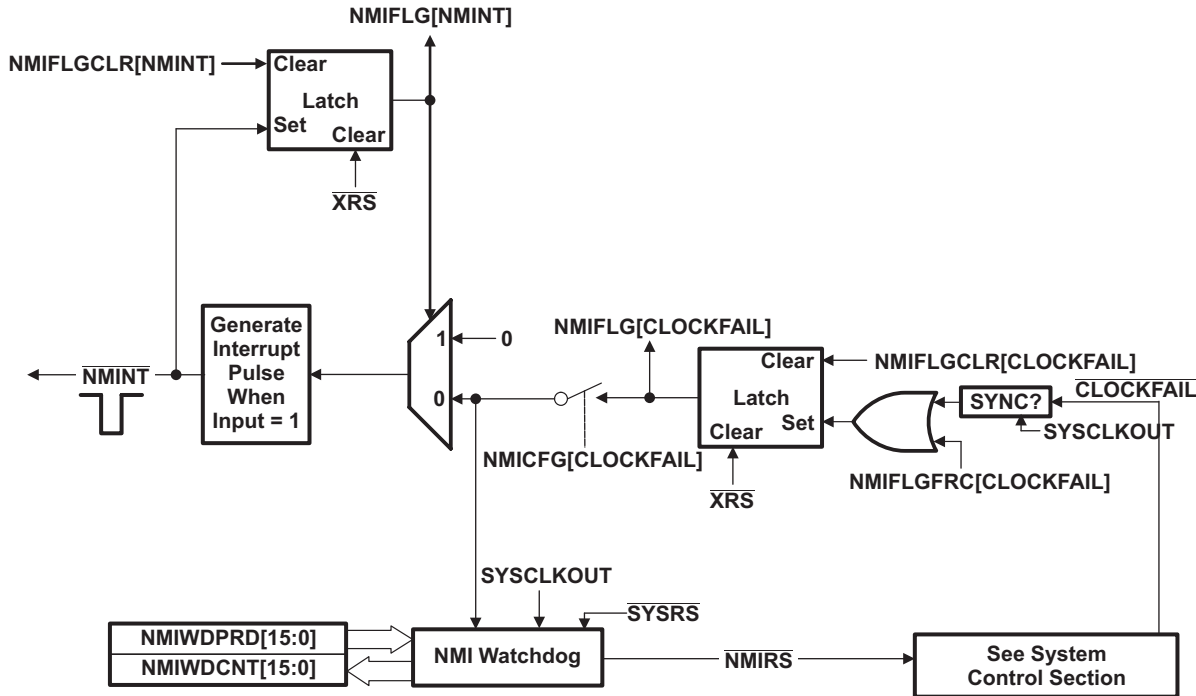 NMIFLG[NMINT]
NMIFLGCLR[NMINT]
Clear
Latch
Set
Clear
XRS
Generate
Interrupt
Pulse
When
Input = 1
NMINT
1
0
0
NMIFLG[CLOCKFAIL]
NMICFG[CLOCKFAIL]
Clear
Latch
Set
Clear
XRS
NMIFLGCLR[CLOCKFAIL]
CLOCKFAIL
SYNC?
SYSCLKOUT
NMIFLGFRC[CLOCKFAIL]
SYSCLKOUT
SYSRS
NMIWDPRD[15:0]
NMIWDCNT[15:0]
NMI Watchdog
NMIRS
See System
Control Section